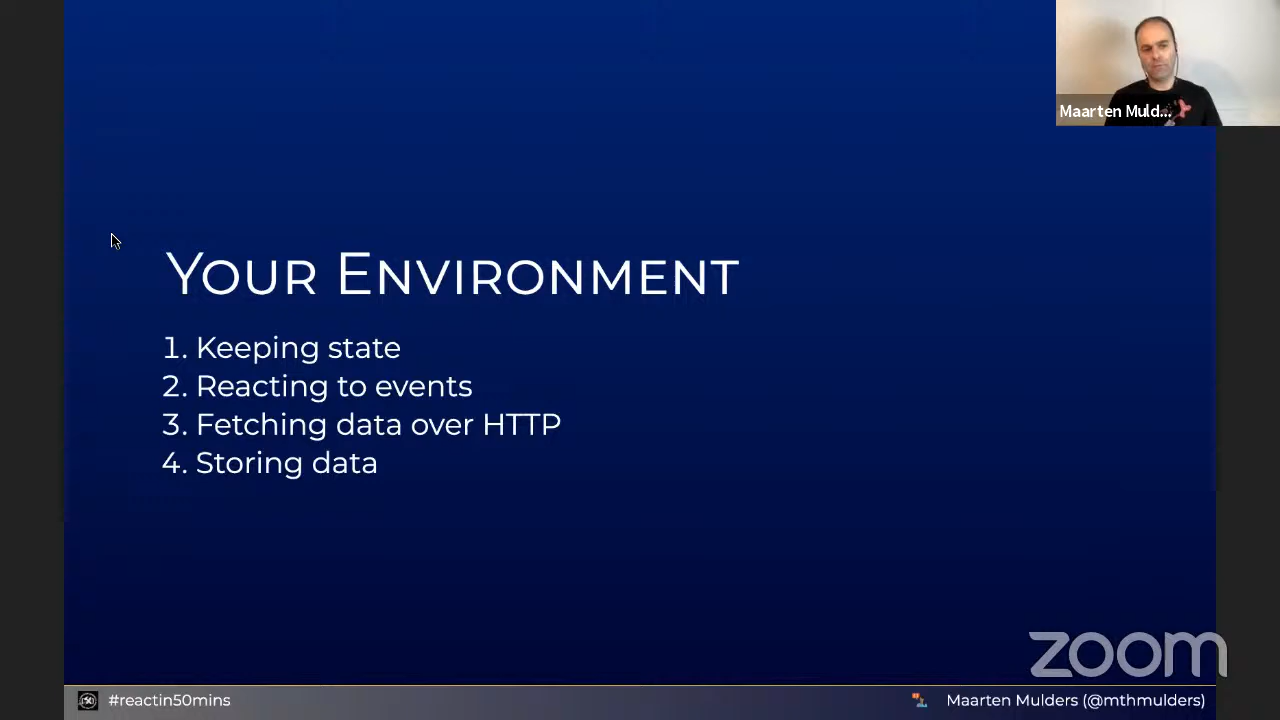 Maarten Muld...
YOUR ENVIRONMENT
1. Keeping state
2. Reacting to events
3. Fetching data over HTTP
4. Storing data
zoom
#reactin50mins
Maarten Mulders (@mthmulders)